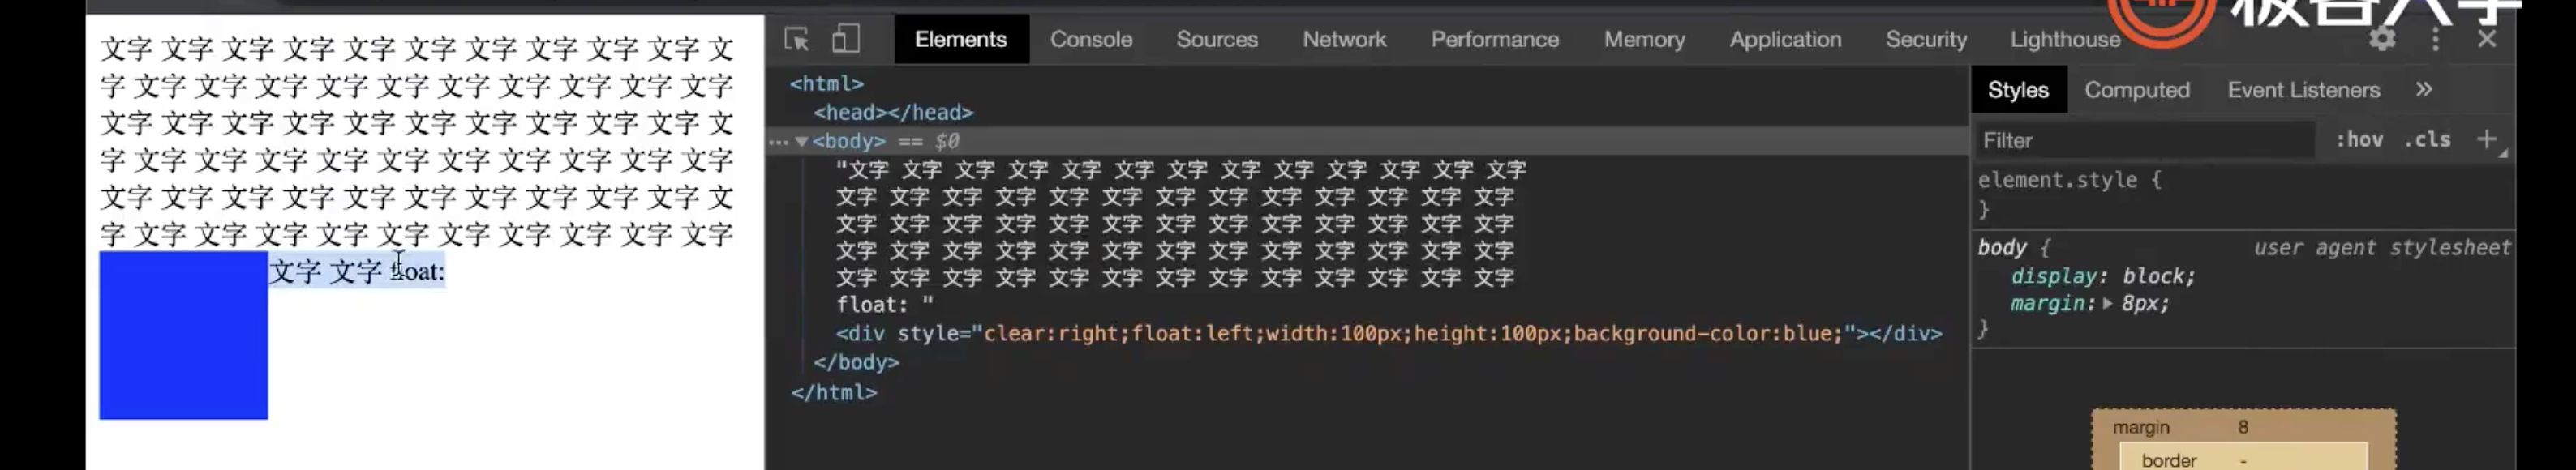 文字 文字 文字 文字 文字 文字 文字 文字 文字 文字 文
字 文字 文字 文字 文字 文字 文字 文字 文字 文字 文字
文字 文字 文字 文字 文字 文字 文字 文字 文字 文字 文
字 文字 文字 文字 文字 文字 文字 文字 文字 文字 文字
文字 文字 文字 文字 文字 文字 文字 文字 文字 文字 文
字 文字 文字 文字 文字 文字 文字 文字 文字 文字 文字
文字 文字 float:
Elements Console Sources Network Performance Memory Application Security Lighthouse
<html>
<head></head>
<body> == $0
"文字 文字 文字 文字 文字 文字 文字 文字 文字 文字 文字 文字 文字
文字 文字 文字 文字 文字 文字 文字 文字 文字 文字 文字 文字 文字
文字 文字 文字 文字 文字 文字 文字 文字 文字 文字 文字 文字 文字
文字 文字 文字 文字 文字 文字 文字 文字 文字 文字 文字 文字 文字
文字 文字 文字 文字 文字 文字 文字 文字 文字 文字 文字 文字 文字
float: "
<div style="clear:right;float:left;width:100px;height:100px;background-color:blue;"></div>
</body>
</html>
Styles Computed Event Listeners »
Filter :hov .cls +
element.style {
}
body { user agent stylesheet
display: block;
margin: 8px;
}
margin 8
border -